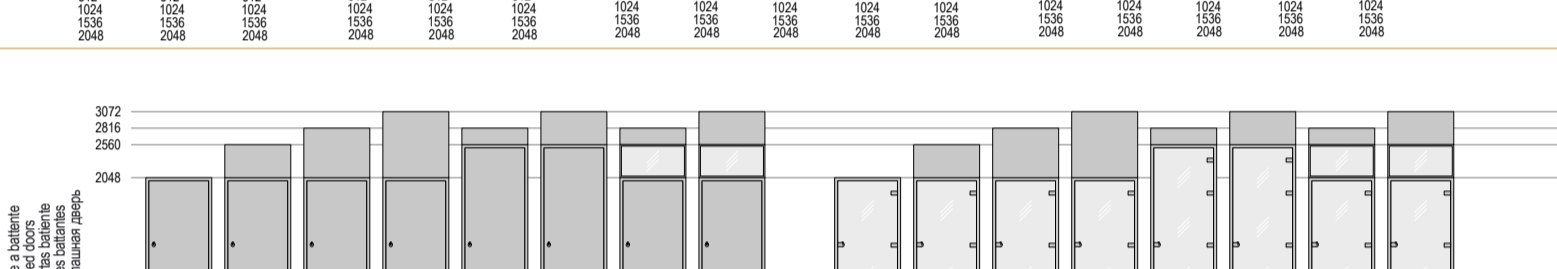 1024 1024 1024 1024 1024 1024 1024 1024 1024 1024 1024 1024 1024 1024 1024 1024
1536 1536 1536 1536 1536 1536 1536 1536 1536 1536 1536 1536 1536 1536 1536 1536
2048 2048 2048 2048 2048 2048 2048 2048 2048 2048 2048 2048 2048 2048 2048 2048
3072
2816
2560
2048
e a battente
ed doors
tas batiente
es battantes
пашная дверь